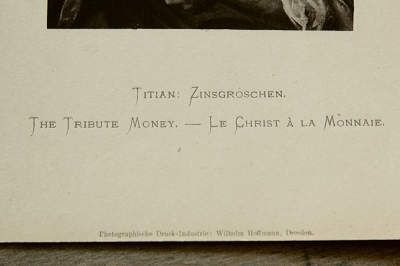 Titian: Zinsgroschen.
The Tribute Money. — Le Christ à la Monnaie.
Photographische Druck-Industrie: Wilhelm Hoffmann, Dresden.